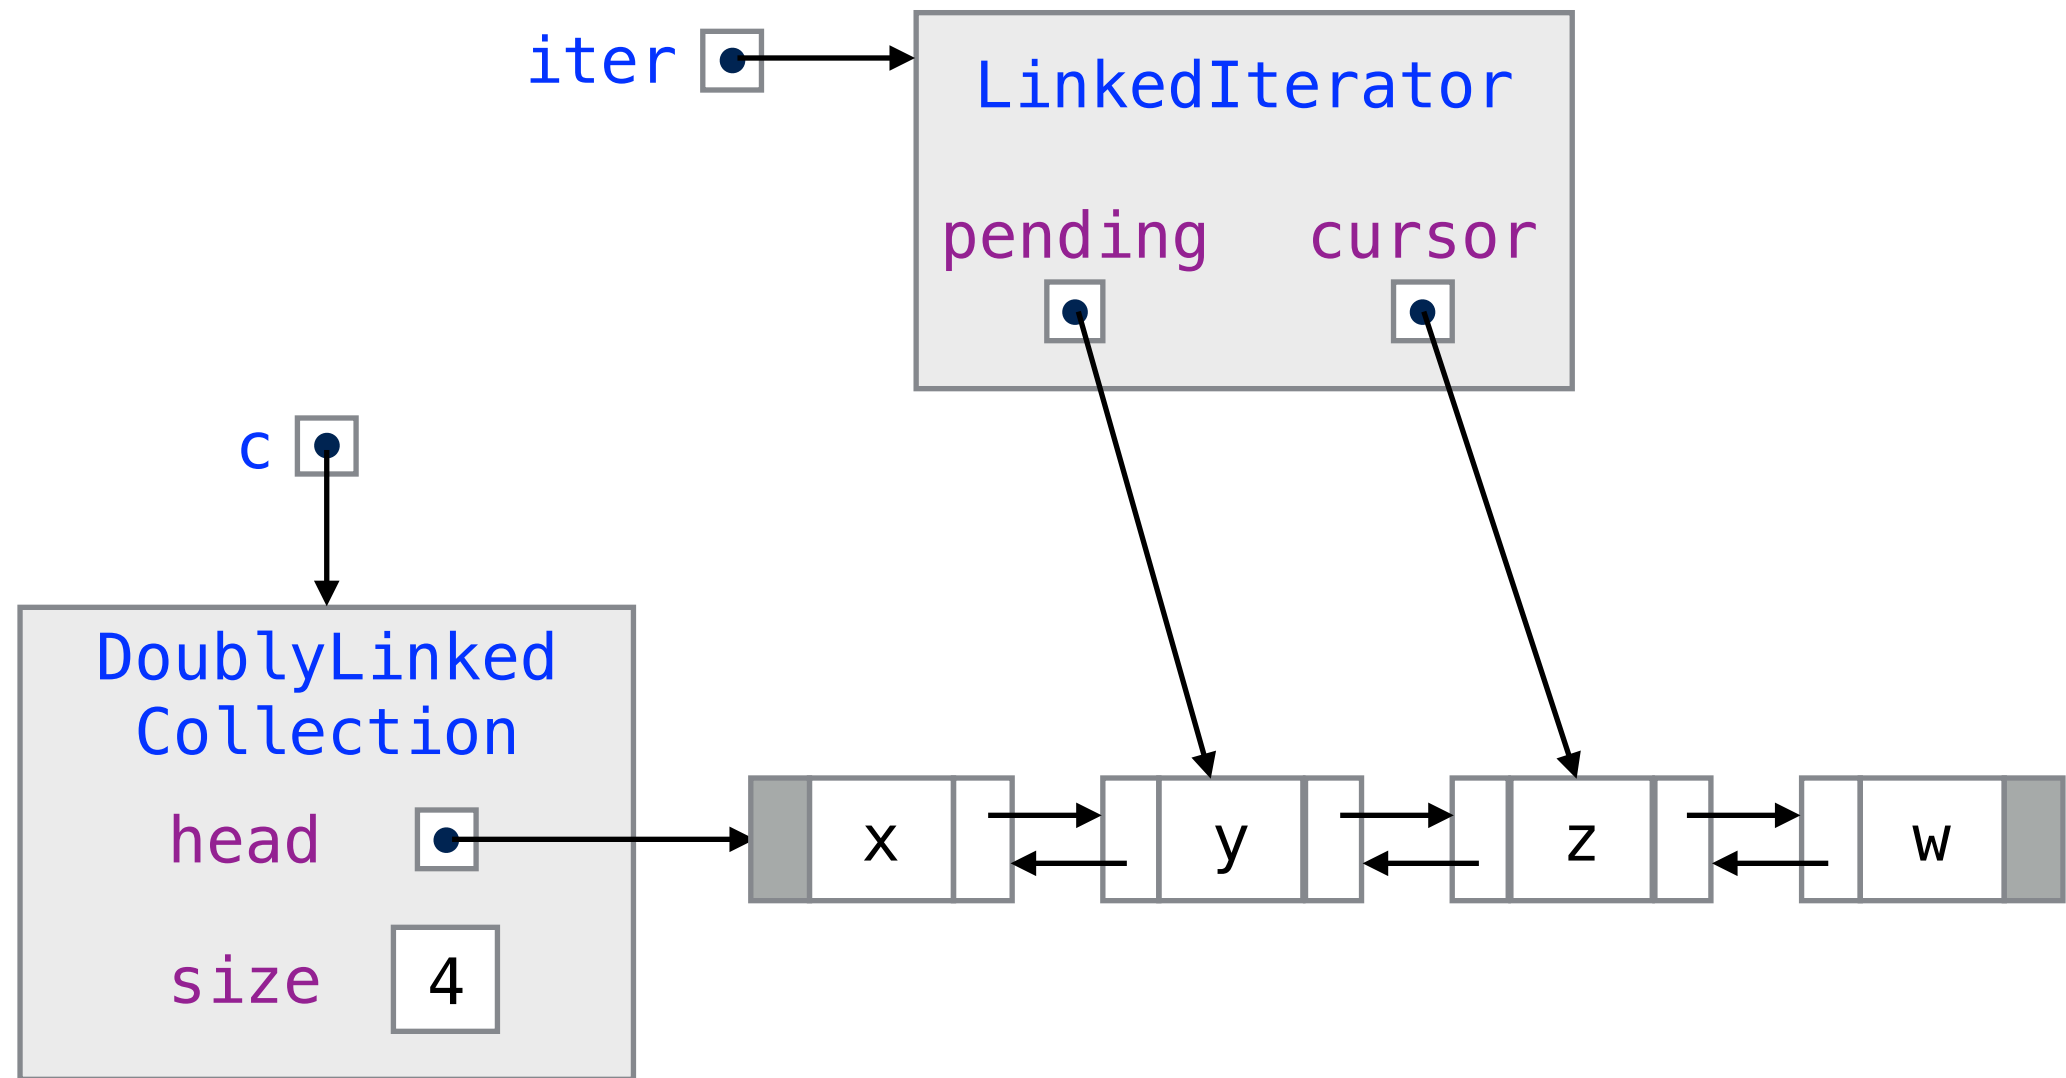 iter
LinkedIterator
pending cursor
c
DoublyLinked
Collection
head
x y z w
size 4